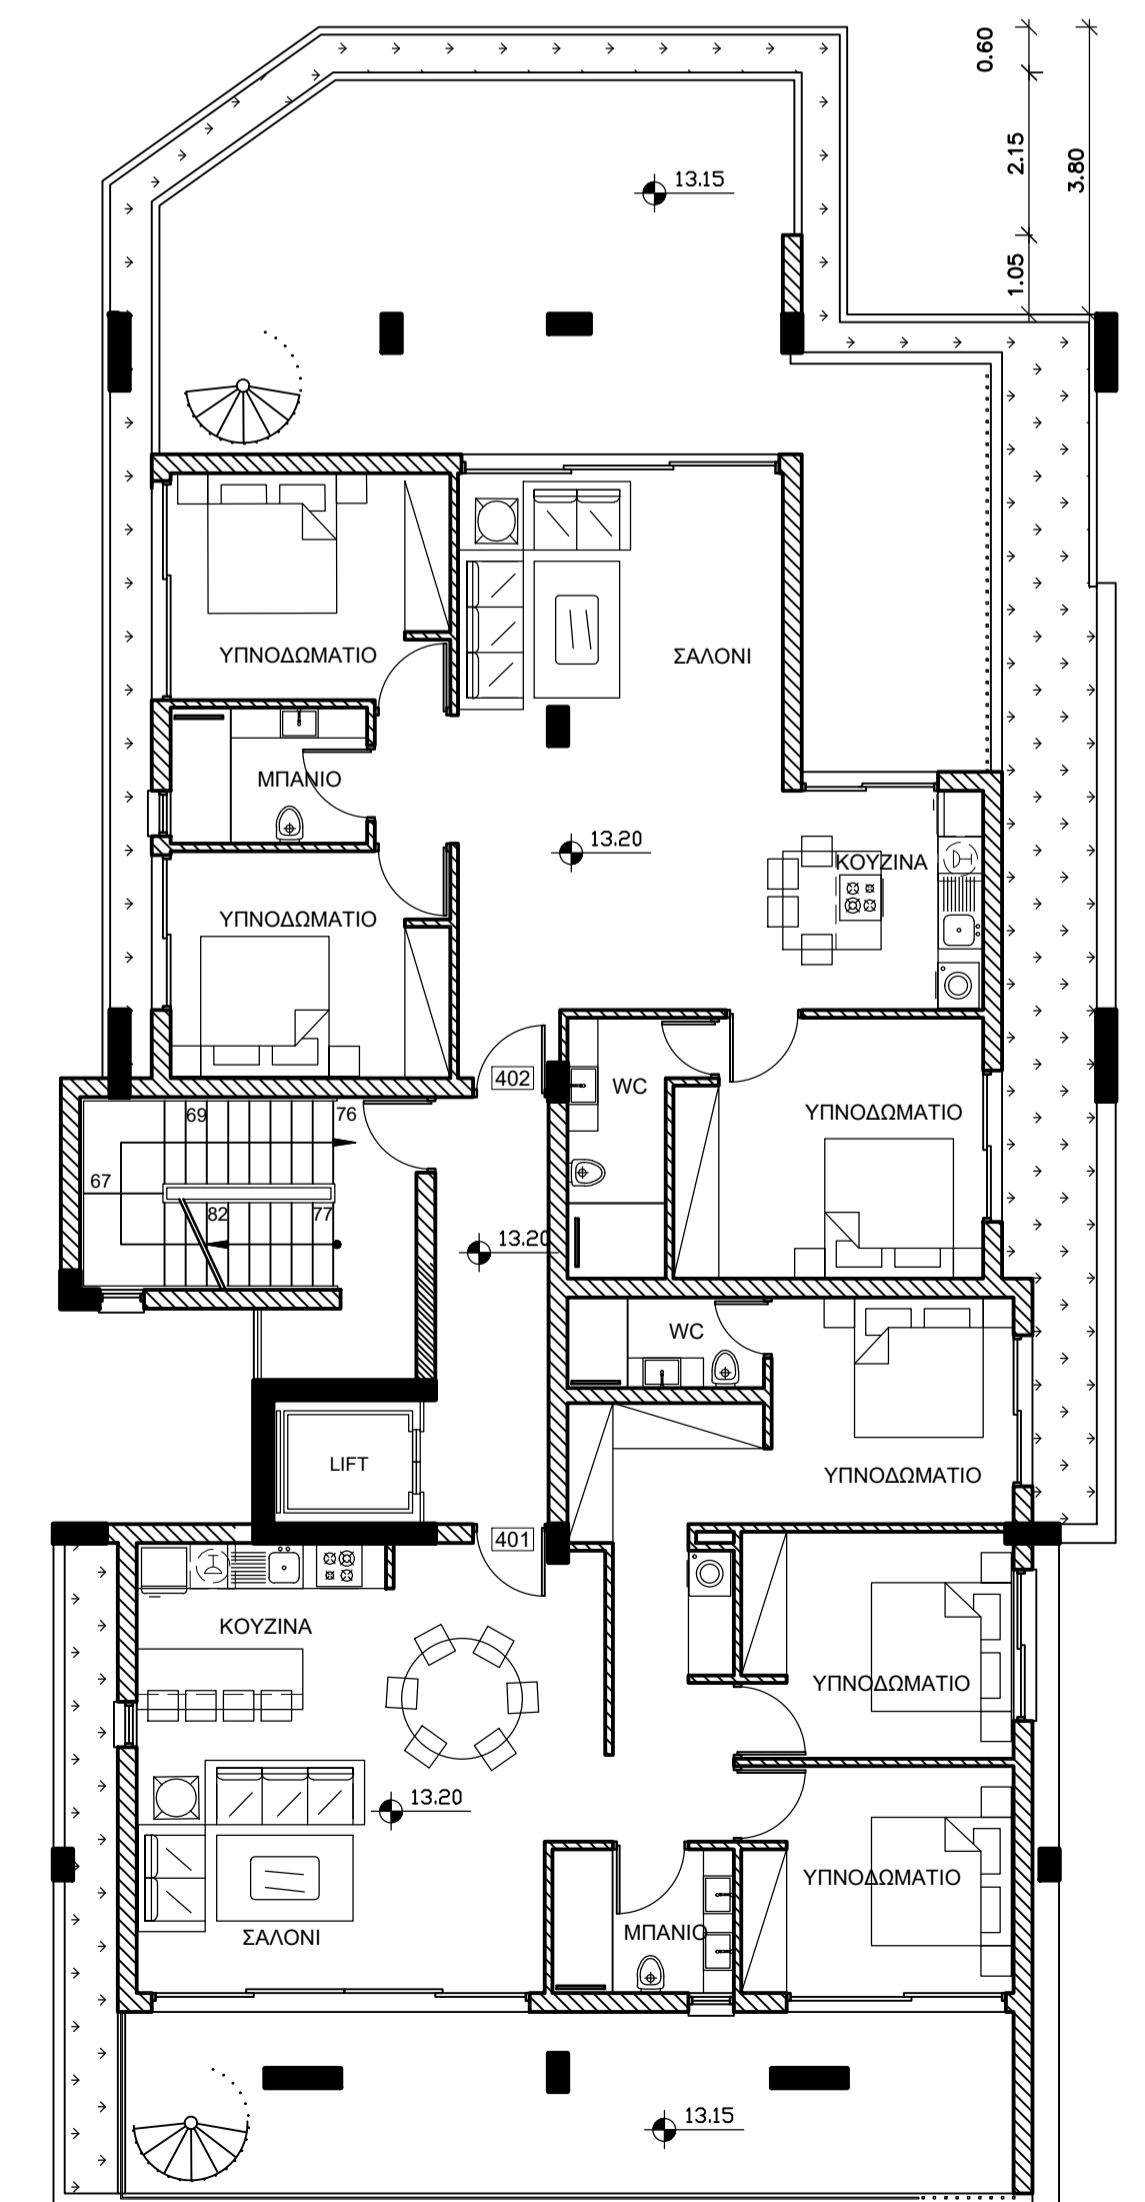 0.60
2.15
3.80
1.05
13.15
ΥΠΝΟΔΩΜΑΤΙΟ
ΣΑΛΟΝΙ
ΜΠΑΝΙΟ
13.20
ΚΟΥΖΙΝΑ
ΥΠΝΟΔΩΜΑΤΙΟ
402
WC
69
76
ΥΠΝΟΔΩΜΑΤΙΟ
67
82
77
13.20
WC
LIFT
ΥΠΝΟΔΩΜΑΤΙΟ
401
ΚΟΥΖΙΝΑ
ΥΠΝΟΔΩΜΑΤΙΟ
13.20
ΥΠΝΟΔΩΜΑΤΙΟ
ΣΑΛΟΝΙ
ΜΠΑΝΙΟ
13.15